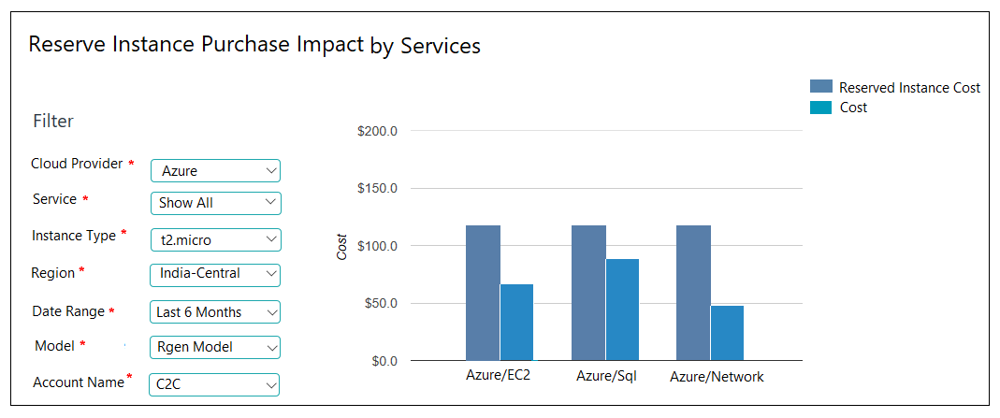 Reserve Instance Purchase Impact by Services
Reserved Instance Cost
Cost
Filter
Cloud Provider * Azure
Service * Show All
Instance Type * t2.micro
Region * India-Central
Date Range * Last 6 Months
Model * Rgen Model
Account Name * C2C
$200.0
$150.0
$100.0
$50.0
$0.0
Cost
Azure/EC2 Azure/Sql Azure/Network